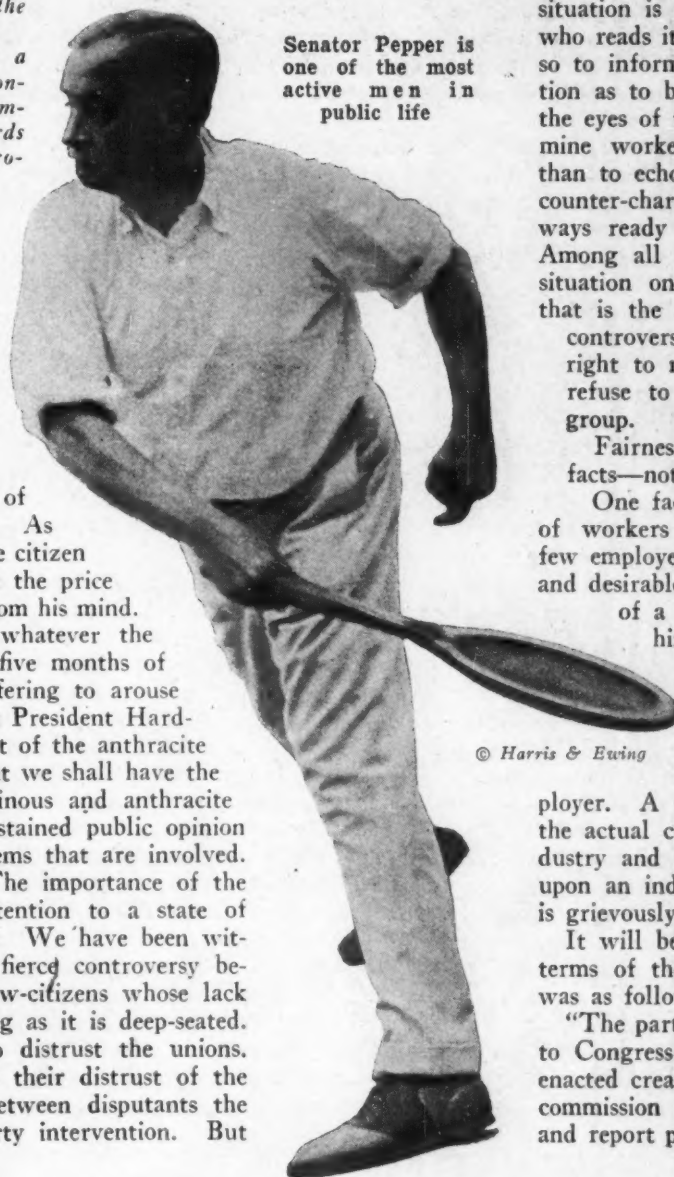 the
a
on-
m-
rds
ro-
Senator Pepper is
one of the most
active men in
public life
of
As
e citizen
the price
om his mind.
whatever the
five months of
fering to arouse
President Hard-
t of the anthracite
t we shall have the
inous and anthracite
stained public opinion
ems that are involved.
The importance of the
tention to a state of
We have been wit-
fierce controversy be-
w-citizens whose lack
g as it is deep-seated.
o distrust the unions.
their distrust of the
etween disputants the
rty intervention. But
situation is
who reads it
so to inform
tion as to b
the eyes of
mine worke
than to echo
counter-char
ways ready
Among all
situation on
that is the
controvers
right to r
refuse to
group.
Fairnes
facts—not
One fac
of workers
few employe
and desirable
of a
hi
© Harris & Ewing
ployer. A
the actual c
dustry and
upon an ind
is grievously
It will be
terms of th
was as follo
"The part
to Congress
enacted crea
commission
and report p